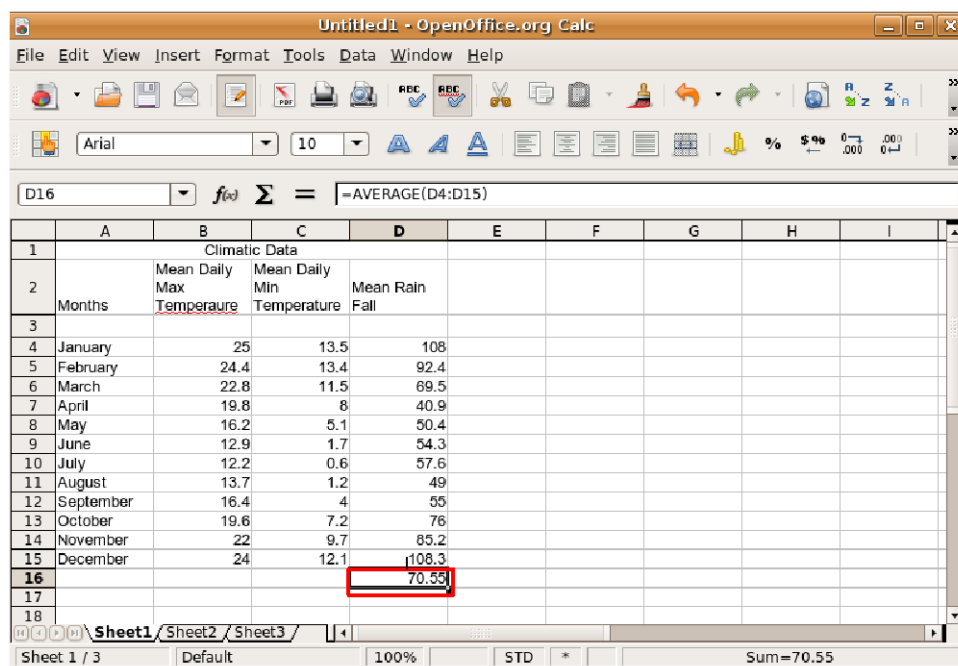 Untitled1 - OpenOffice.org Calc
File Edit View Insert Format Tools Data Window Help
PDF ABC ABC A Z Z A
Arial 10 A A A % $% 0 .000 .000 0
D16 f(x) Σ = =AVERAGE(D4:D15)
A B C D E F G H I
1 Climatic Data
2 Months Mean Daily Max Temperaure Mean Daily Min Temperature Mean Rain Fall
3
4 January 25 13.5 108
5 February 24.4 13.4 92.4
6 March 22.8 11.5 69.5
7 April 19.8 8 40.9
8 May 16.2 5.1 50.4
9 June 12.9 1.7 54.3
10 July 12.2 0.6 57.6
11 August 13.7 1.2 49
12 September 16.4 4 55
13 October 19.6 7.2 76
14 November 22 9.7 85.2
15 December 24 12.1 108.3
16 70.55
17
18
Sheet1 Sheet2 Sheet3
Sheet 1 / 3 Default 100% STD * Sum=70.55